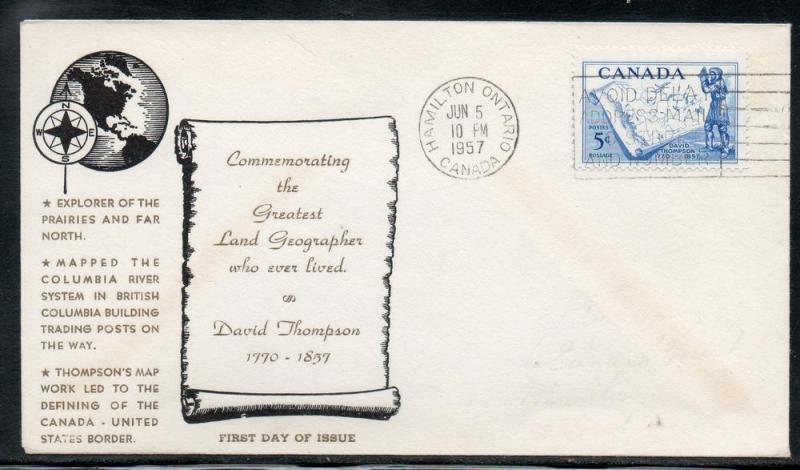 N
W E
S
★ EXPLORER OF THE
PRAIRIES AND FAR
NORTH.
★ MAPPED THE
COLUMBIA RIVER
SYSTEM IN BRITISH
COLUMBIA BUILDING
TRADING POSTS ON
THE WAY.
★ THOMPSON'S MAP
WORK LED TO THE
DEFINING OF THE
CANADA - UNITED
STATES BORDER.
Commemorating
the
Greatest
Land Geographer
who ever lived.
David Thompson
1770 - 1857
FIRST DAY OF ISSUE
HAMILTON ONTARIO
JUN 5
10 PM
1957
CANADA
CANADA
AVOID
POSTES
5¢
POSTAGE
DAVID
THOMPSON
1770 - 1857